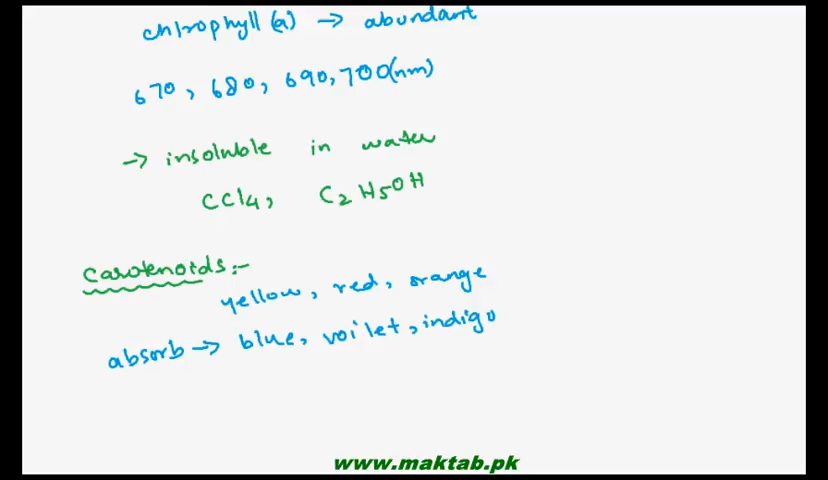 chlrophyll (a) → abundant
670, 680, 690, 700(nm)
→ insoluble in water
CCl4, C2H5OH
Carotenoids:-
yellow, red, orange
absorb → blue, voilet, indigo
www.maktab.pk